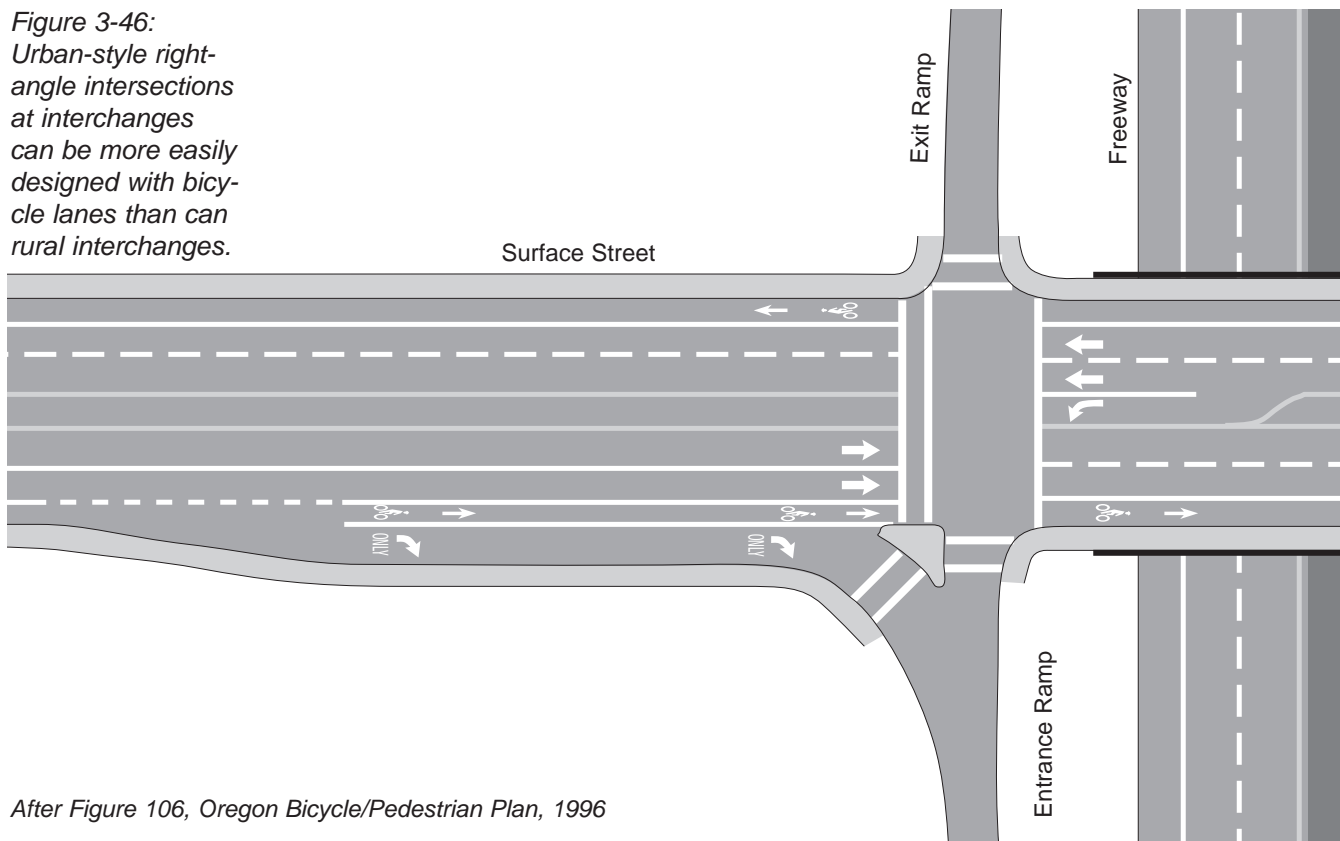 Figure 3-46:
Urban-style right-
angle intersections
at interchanges
can be more easily
designed with bicy-
cle lanes than can
rural interchanges.
Exit Ramp
Freeway
Surface Street
ONLY
ONLY
Entrance Ramp
After Figure 106, Oregon Bicycle/Pedestrian Plan, 1996